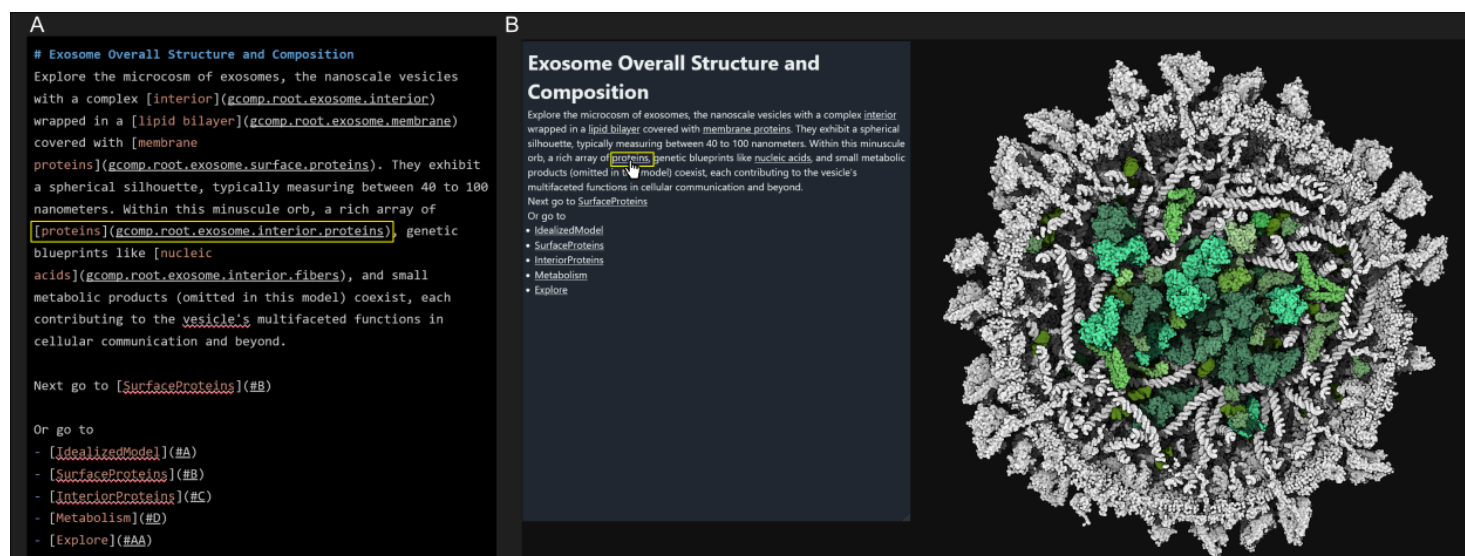 A
# Exosome Overall Structure and Composition
Explore the microcosm of exosomes, the nanoscale vesicles
with a complex [interior](gcomp.root.exosome.interior)
wrapped in a [lipid bilayer](gcomp.root.exosome.membrane)
covered with [membrane
proteins](gcomp.root.exosome.surface.proteins). They exhibit
a spherical silhouette, typically measuring between 40 to 100
nanometers. Within this minuscule orb, a rich array of
[proteins](gcomp.root.exosome.interior.proteins), genetic
blueprints like [nucleic
acids](gcomp.root.exosome.interior.fibers), and small
metabolic products (omitted in this model) coexist, each
contributing to the vesicle's multifaceted functions in
cellular communication and beyond.
Next go to [SurfaceProteins](#B)
Or go to
- [IdealizedModel](#A)
- [SurfaceProteins](#B)
- [InteriorProteins](#C)
- [Metabolism](#D)
- [Explore](#AA)
B
Exosome Overall Structure and
Composition
Explore the microcosm of exosomes, the nanoscale vesicles with a complex interior
wrapped in a lipid bilayer covered with membrane proteins. They exhibit a spherical
silhouette, typically measuring between 40 to 100 nanometers. Within this minuscule
orb, a rich array of proteins, genetic blueprints like nucleic acids, and small metabolic
products (omitted in the model) coexist, each contributing to the vesicle's
multifaceted functions in cellular communication and beyond.
Next go to SurfaceProteins
Or go to
• IdealizedModel
• SurfaceProteins
• InteriorProteins
• Metabolism
• Explore